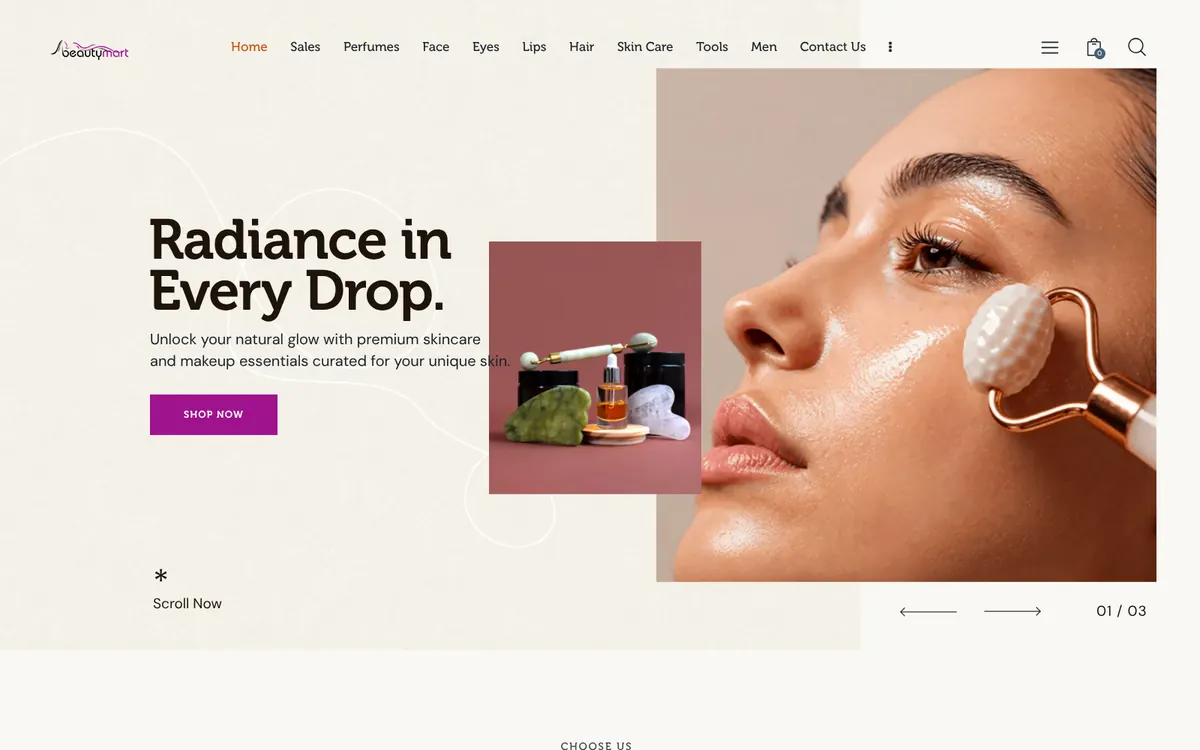 beautymart
Home Sales Perfumes Face Eyes Lips Hair Skin Care Tools Men Contact Us
0
Radiance in
Every Drop.
Unlock your natural glow with premium skincare
and makeup essentials curated for your unique skin.
SHOP NOW
*
Scroll Now
01 / 03
CHOOSE US